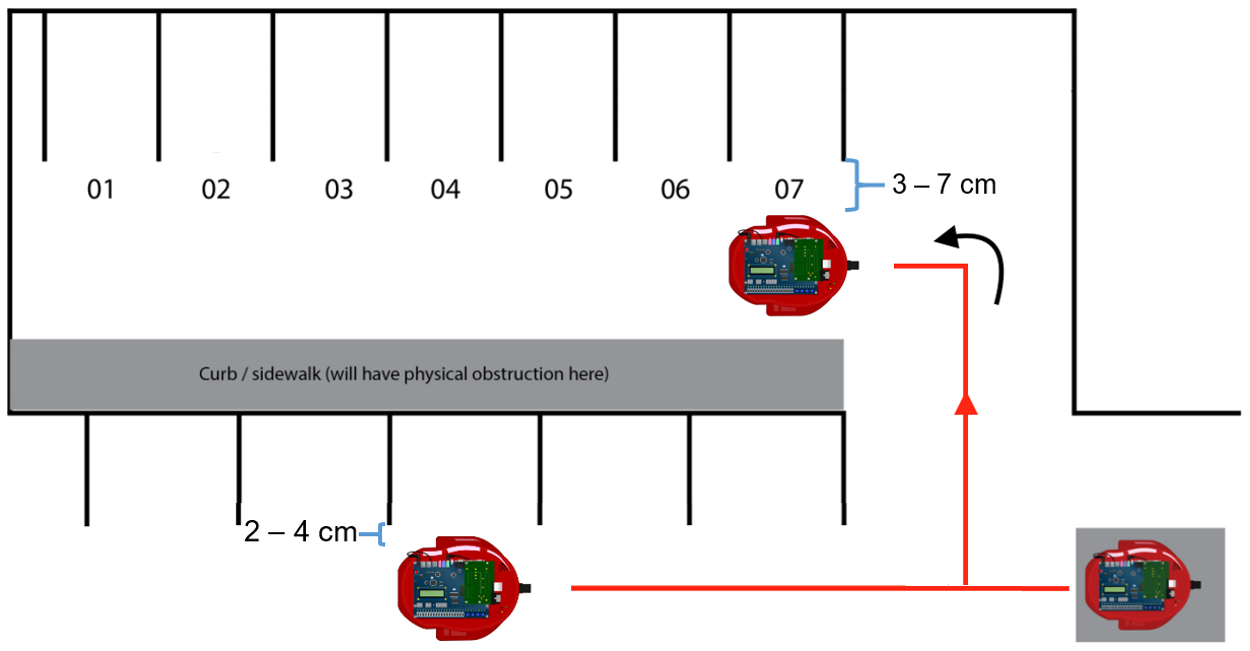 01 02 03 04 05 06 07
3 – 7 cm
Curb / sidewalk (will have physical obstruction here)
2 – 4 cm